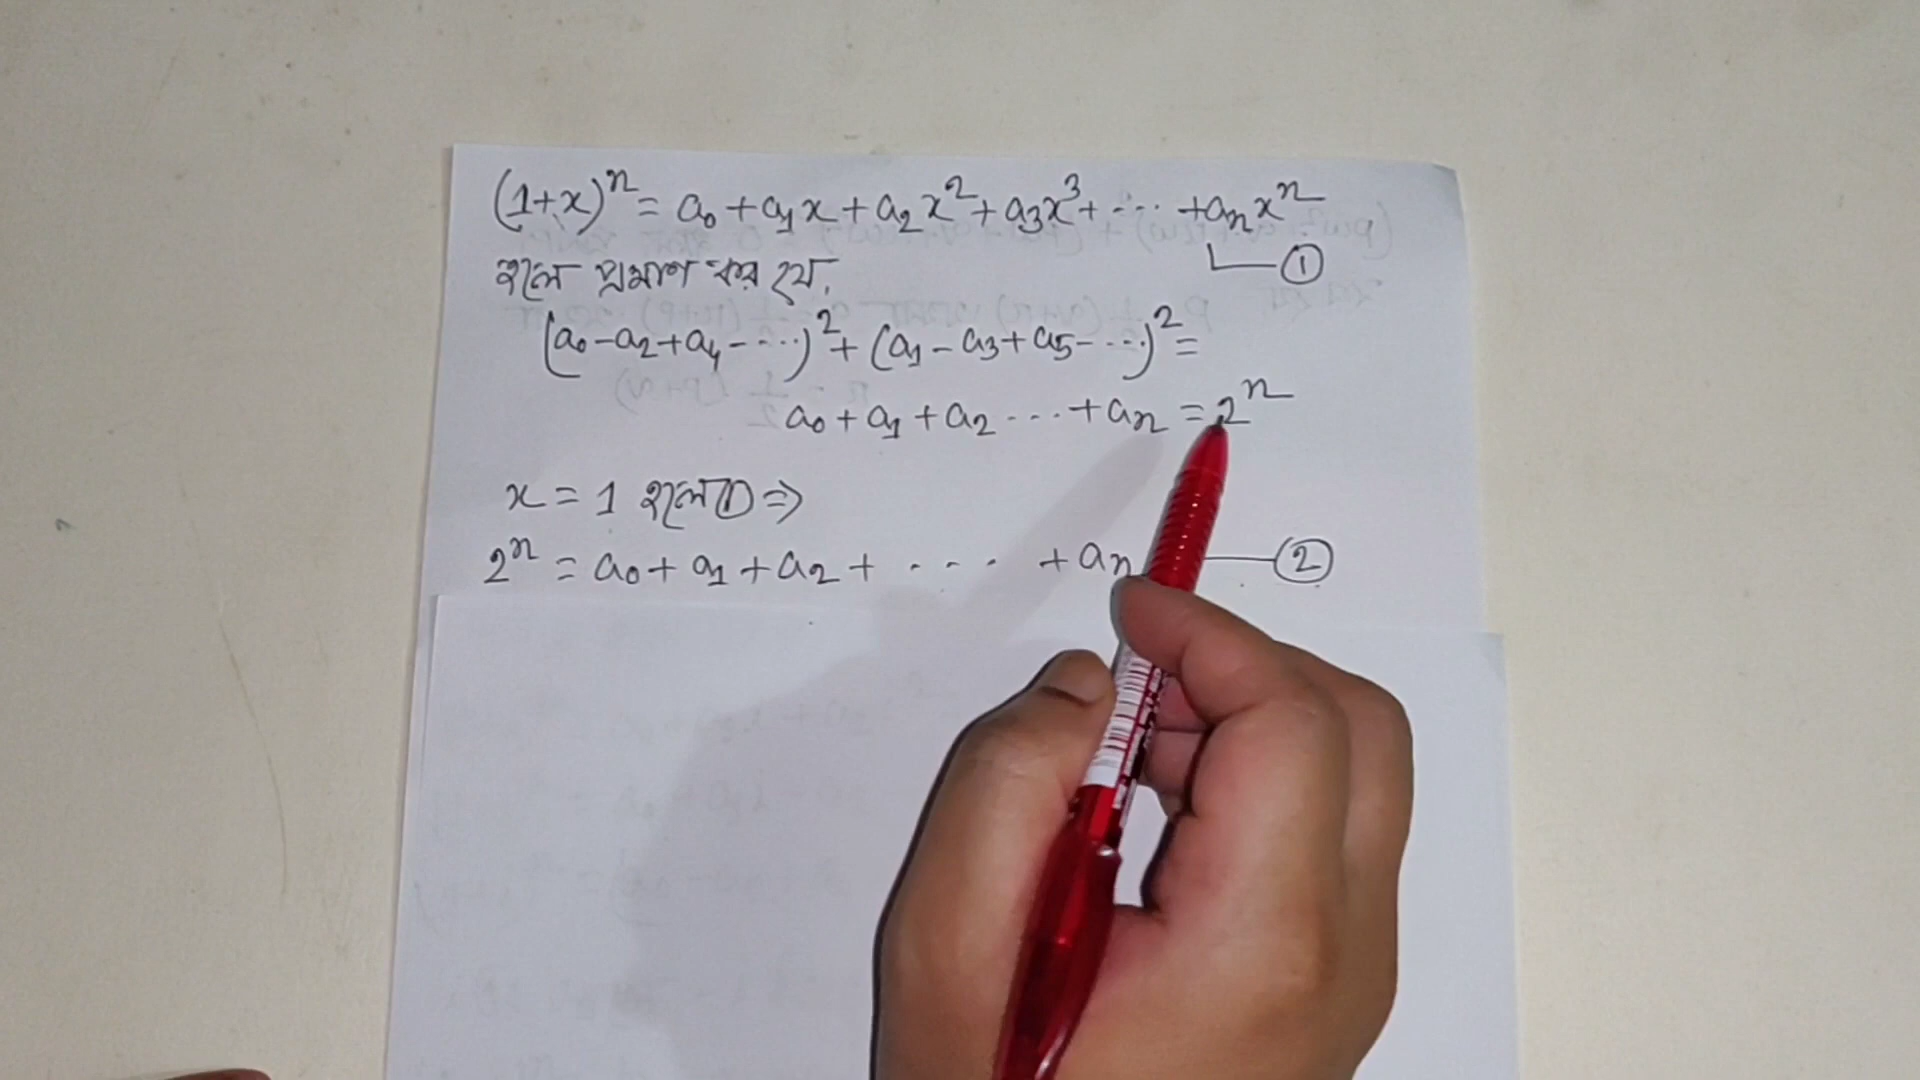 (1+x)ⁿ = a₀ + a₁x + a₂x² + a₃x³ + ... + aₙxⁿ
①
হলে প্রমাণ কর যে,
(a₀ - a₂ + a₄ - ...)² + (a₁ - a₃ + a₅ - ...)² =
a₀ + a₁ + a₂ ... + aₙ = 2ⁿ
x = 1 হলে ① ⇒
2ⁿ = a₀ + a₁ + a₂ + .... + aₙ ②